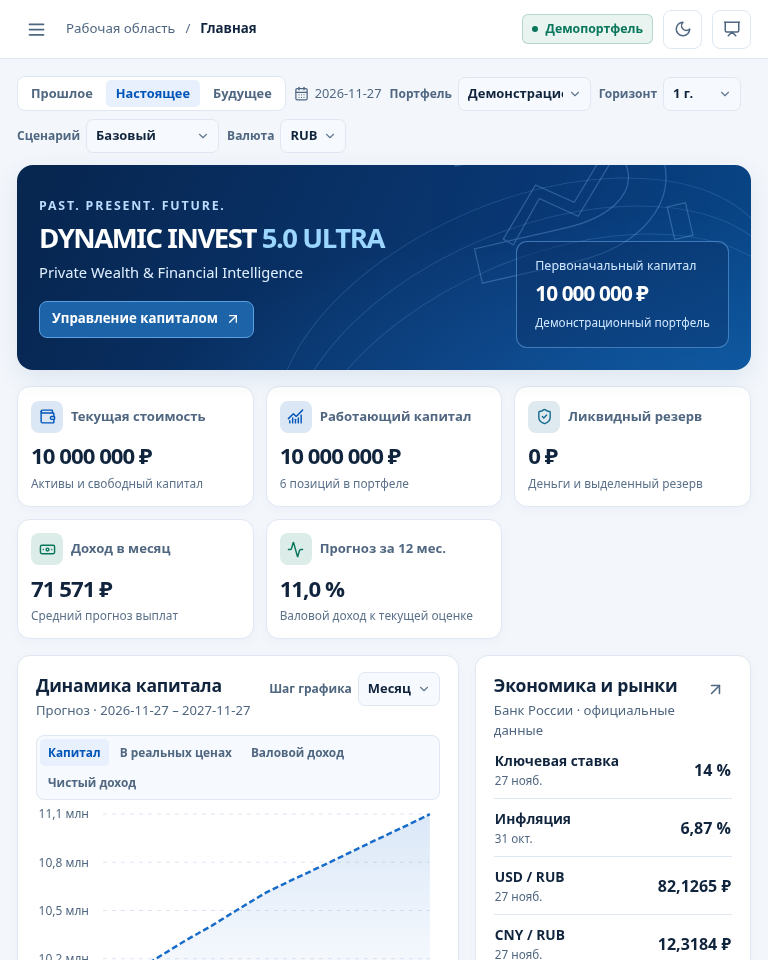 Рабочая область / Главная
Демопортфель
Прошлое Настоящее Будущее 2026-11-27 Портфель Горизонт 1 г.
Сценарий Базовый Валюта RUB
PAST. PRESENT. FUTURE.
DYNAMIC INVEST 5.0 ULTRA
Private Wealth & Financial Intelligence
Управление капиталом
Первоначальный капитал
10 000 000 ₽
Демонстрационный портфель
Текущая стоимость
10 000 000 ₽
Активы и свободный капитал
Работающий капитал
10 000 000 ₽
6 позиций в портфеле
Ликвидный резерв
0 ₽
Деньги и выделенный резерв
Доход в месяц
71 571 ₽
Средний прогноз выплат
Прогноз за 12 мес.
11,0 %
Валовой доход к текущей оценке
Динамика капитала
Прогноз · 2026-11-27 – 2027-11-27
Шаг графика Месяц
Капитал В реальных ценах Валовой доход
Чистый доход
11,1 млн
10,8 млн
10,5 млн
10,2 млн
Экономика и рынки
Банк России · официальные
данные
Ключевая ставка
27 нояб.
14 %
Инфляция
31 окт.
6,87 %
USD / RUB
27 нояб.
82,1265 ₽
CNY / RUB
27 нояб.
12,3184 ₽